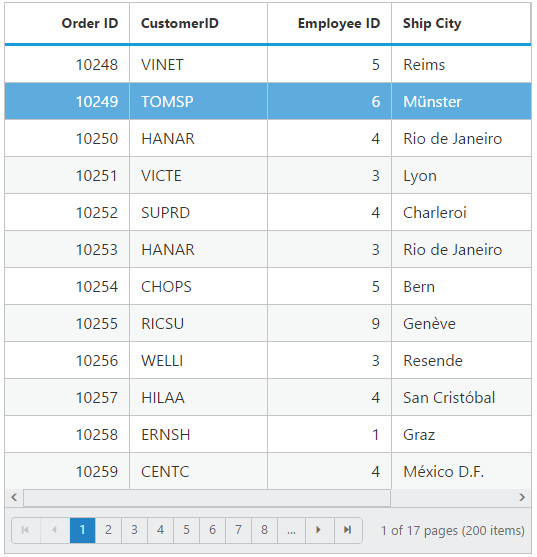 Order ID CustomerID Employee ID Ship City
10248 VINET 5 Reims
10249 TOMSP 6 Münster
10250 HANAR 4 Rio de Janeiro
10251 VICTE 3 Lyon
10252 SUPRD 4 Charleroi
10253 HANAR 3 Rio de Janeiro
10254 CHOPS 5 Bern
10255 RICSU 9 Genève
10256 WELLI 3 Resende
10257 HILAA 4 San Cristóbal
10258 ERNSH 1 Graz
10259 CENTC 4 México D.F.
1 2 3 4 5 6 7 8 ... 1 of 17 pages (200 items)